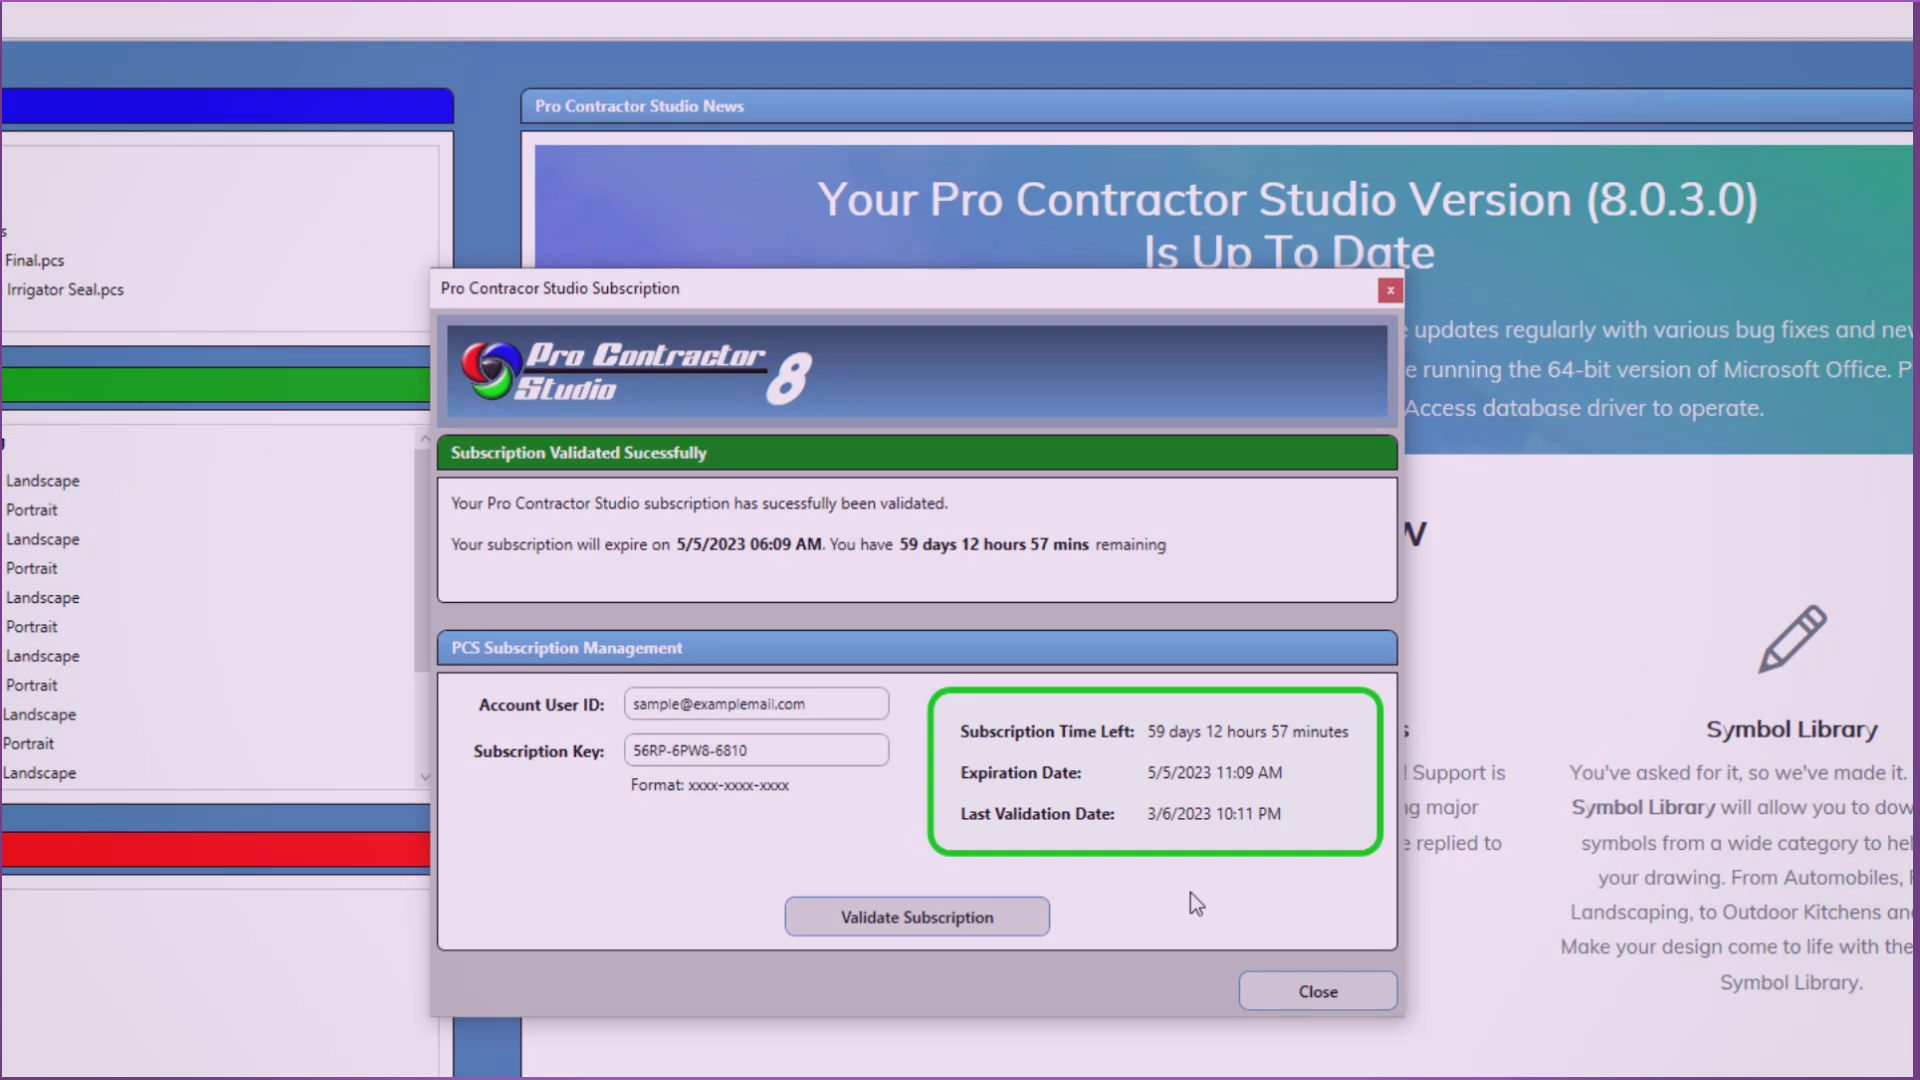 Pro Contractor Studio News
Your Pro Contractor Studio Version (8.0.3.0)
Is Up To Date
s
Final.pcs
Irrigator Seal.pcs
updates regularly with various bug fixes and new
e running the 64-bit version of Microsoft Office. P
Access database driver to operate.
Landscape
Portrait
Landscape
Portrait
Landscape
Portrait
Landscape
Portrait
Landscape
Portrait
Landscape
Pro Contracor Studio Subscription
x
Pro Contractor
Studio 8
Subscription Validated Sucessfully
Your Pro Contractor Studio subscription has sucessfully been validated.
Your subscription will expire on 5/5/2023 06:09 AM. You have 59 days 12 hours 57 mins remaining
PCS Subscription Management
Account User ID: sample@examplemail.com
Subscription Key: 56RP-6PW8-6810
Format: xxxx-xxxx-xxxx
Subscription Time Left: 59 days 12 hours 57 minutes
Expiration Date: 5/5/2023 11:09 AM
Last Validation Date: 3/6/2023 10:11 PM
Validate Subscription
Close
w
s
! Support is
ng major
e replied to
Symbol Library
You've asked for it, so we've made it.
Symbol Library will allow you to dow
symbols from a wide category to hel
your drawing. From Automobiles,
Landscaping, to Outdoor Kitchens an
Make your design come to life with the
Symbol Library.